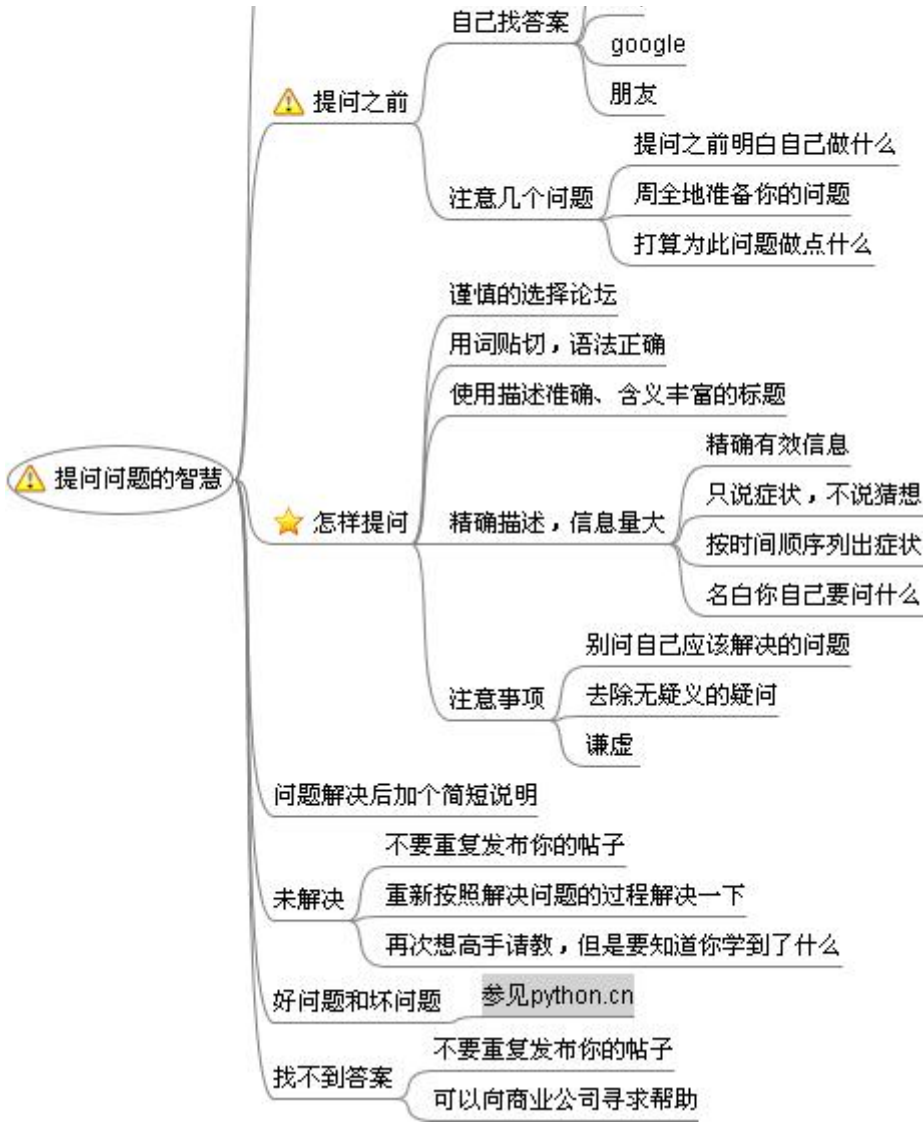 自己找答案
google
朋友
提问之前
提问之前明白自己做什么
注意几个问题
周全地准备你的问题
打算为此问题做点什么
谨慎的选择论坛
用词贴切，语法正确
使用描述准确、含义丰富的标题
提问问题的智慧
怎样提问
精确描述，信息量大
精确有效信息
只说症状，不说猜想
按时间顺序列出症状
名白你自己要问什么
注意事项
别问自己应该解决的问题
去除无疑义的疑问
谦虚
问题解决后加个简短说明
未解决
不要重复发布你的帖子
重新按照解决问题的过程解决一下
再次想高手请教，但是要知道你学到了什么
好问题和坏问题
参见python.cn
找不到答案
不要重复发布你的帖子
可以向商业公司寻求帮助